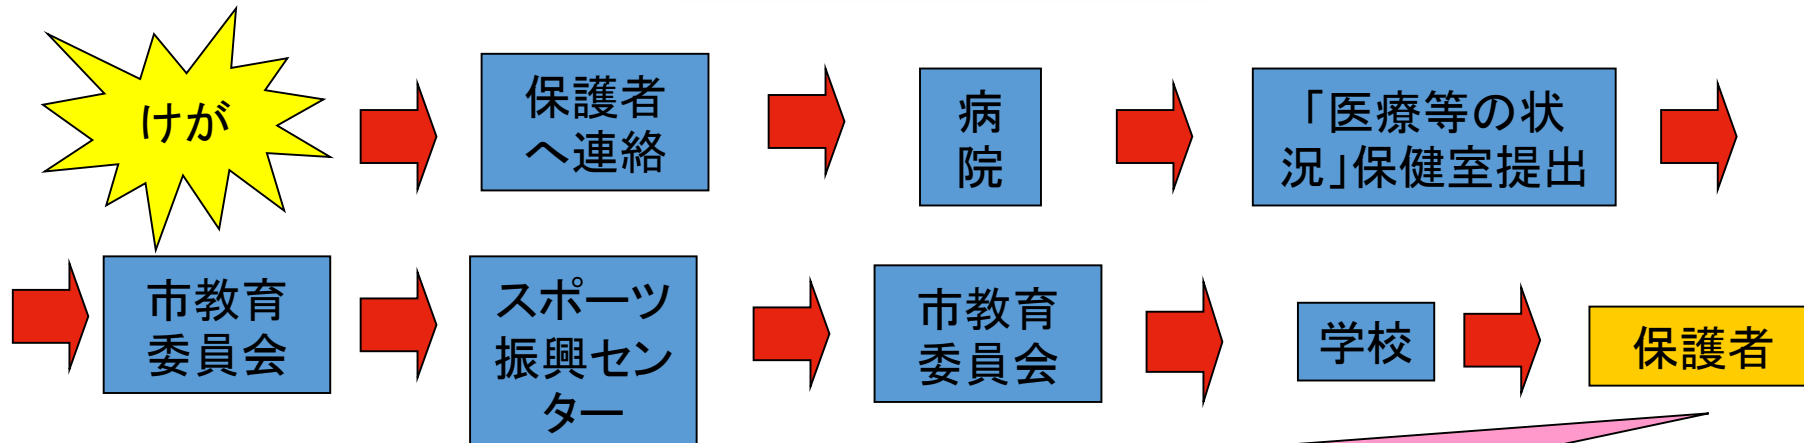 けが
保護者
へ連絡
病
院
「医療等の状
況」保健室提出
市教育
委員会
スポーツ
振興セン
ター
市教育
委員会
学校
保護者